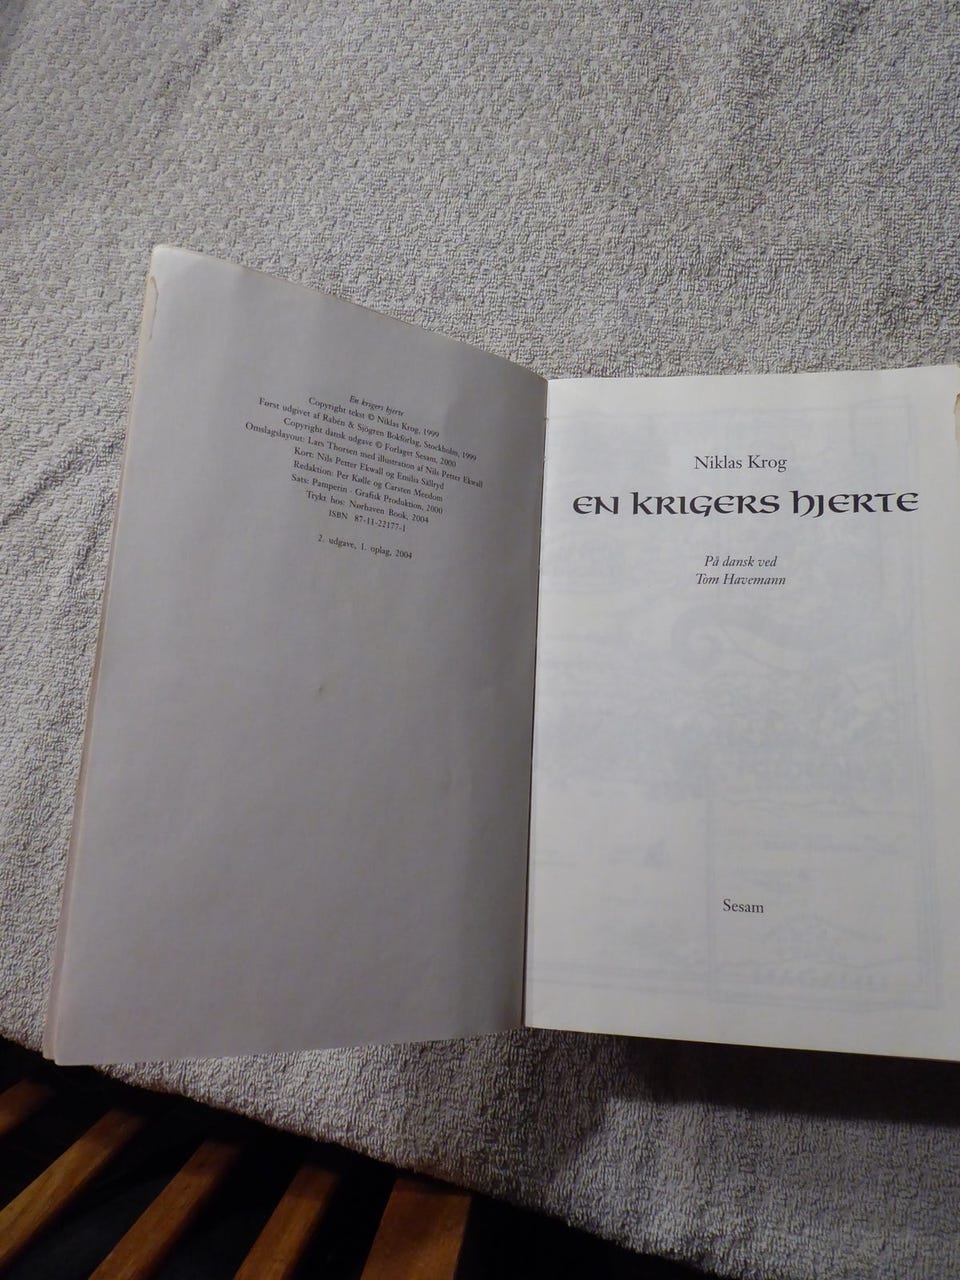 En krigers hjerte
Copyright tekst © Niklas Krog, 1999
Først udgivet af Rabén & Sjögren Bokförlag, Stockholm, 1999
Copyright dansk udgave © Forlaget Sesam, 2000
Omslagslayout: Lars Thorsen med illustration af Nils Petter Ekwall
Kort: Nils Petter Ekwall og Emilia Sällryd
Redaktion: Per Kølle og Carsten Meedom
Sats: Pamperin - Grafisk Produktion, 2000
Trykt hos: Nørhaven Book, 2004
ISBN 87-11-22177-1
2. udgave, 1. oplag, 2004
Niklas Krog
EN KRIGERS HJERTE
På dansk ved
Tom Havemann
Sesam